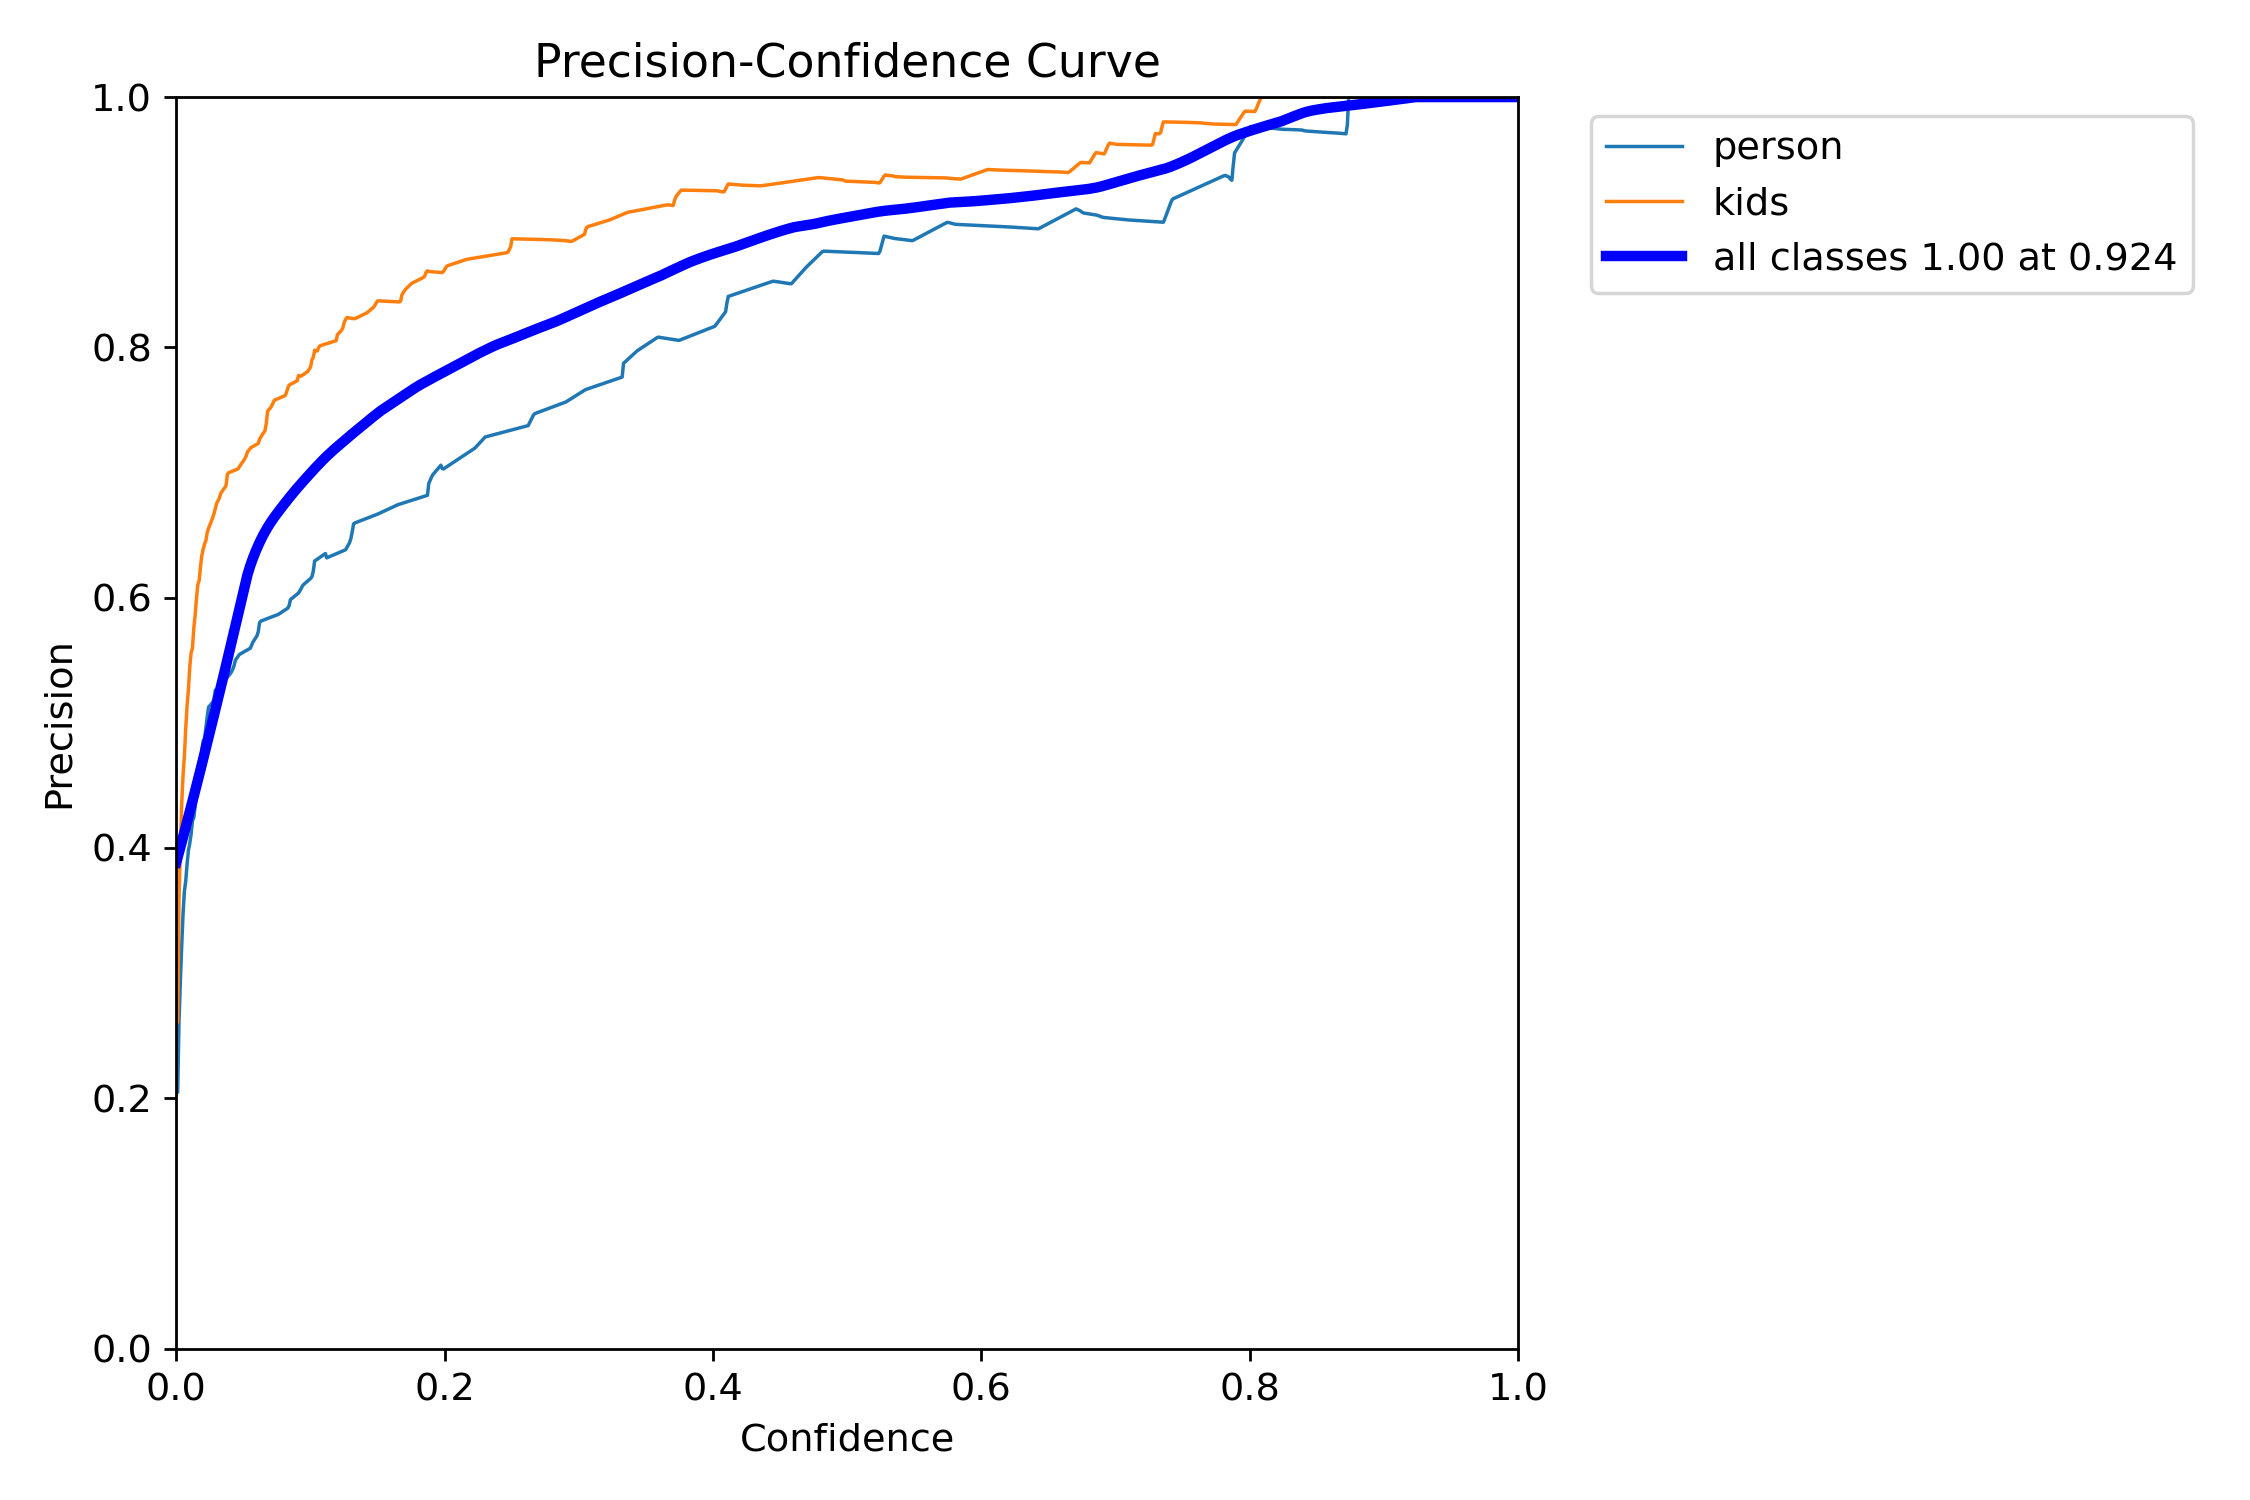 Precision-Confidence Curve
1.0
0.8
0.6
0.4
0.2
0.0
Precision
0.0 0.2 0.4 0.6 0.8 1.0
Confidence
person
kids
all classes 1.00 at 0.924